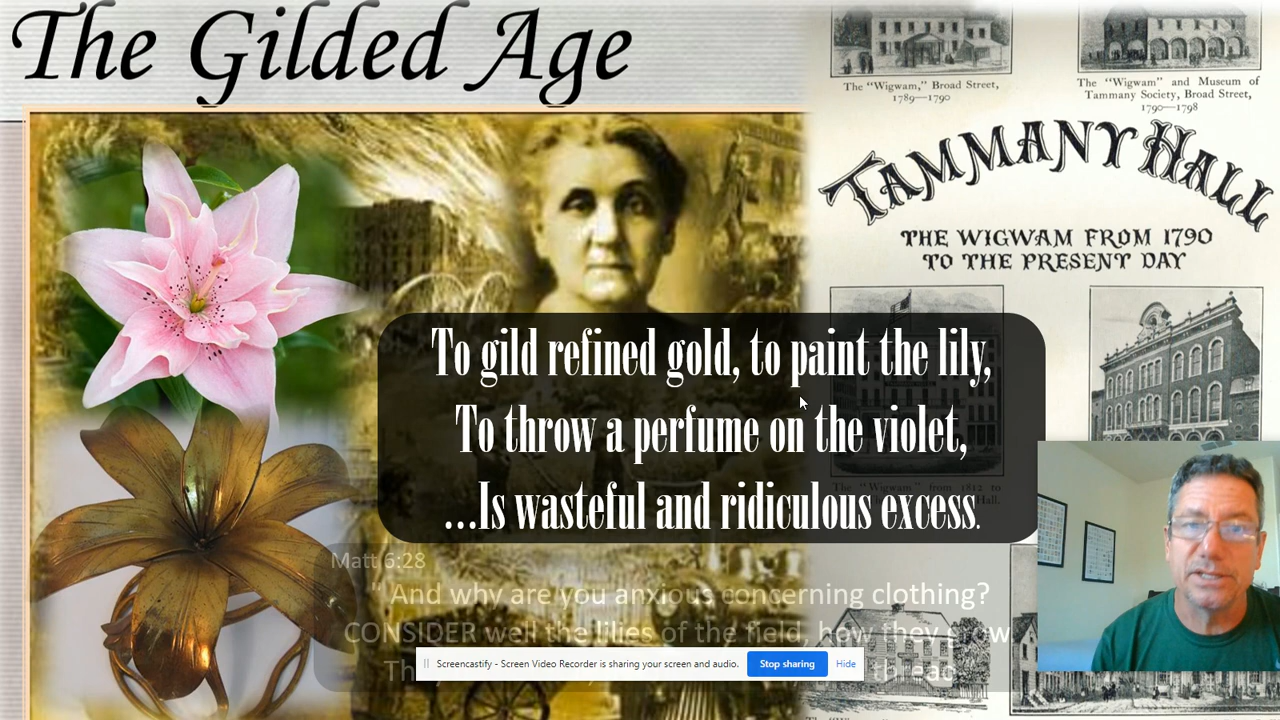 The Gilded Age
The "Wigwam," Broad Street,
1789—1790
The "Wigwam" and Museum of
Tammany Society, Broad Street,
1790—1798
TAMMANY HALL
THE WIGWAM FROM 1790
TO THE PRESENT DAY
To gild refined gold, to paint the lily,
To throw a perfume on the violet,
...Is wasteful and ridiculous excess.
The "Wigwam," from 1812 to
Hall.
Matt 6:28
" And why are you anxious concerning clothing?
CONSIDER well the lilies of the field, how they grow
thread
Screencastify - Screen Video Recorder is sharing your screen and audio.
Stop sharing
Hide